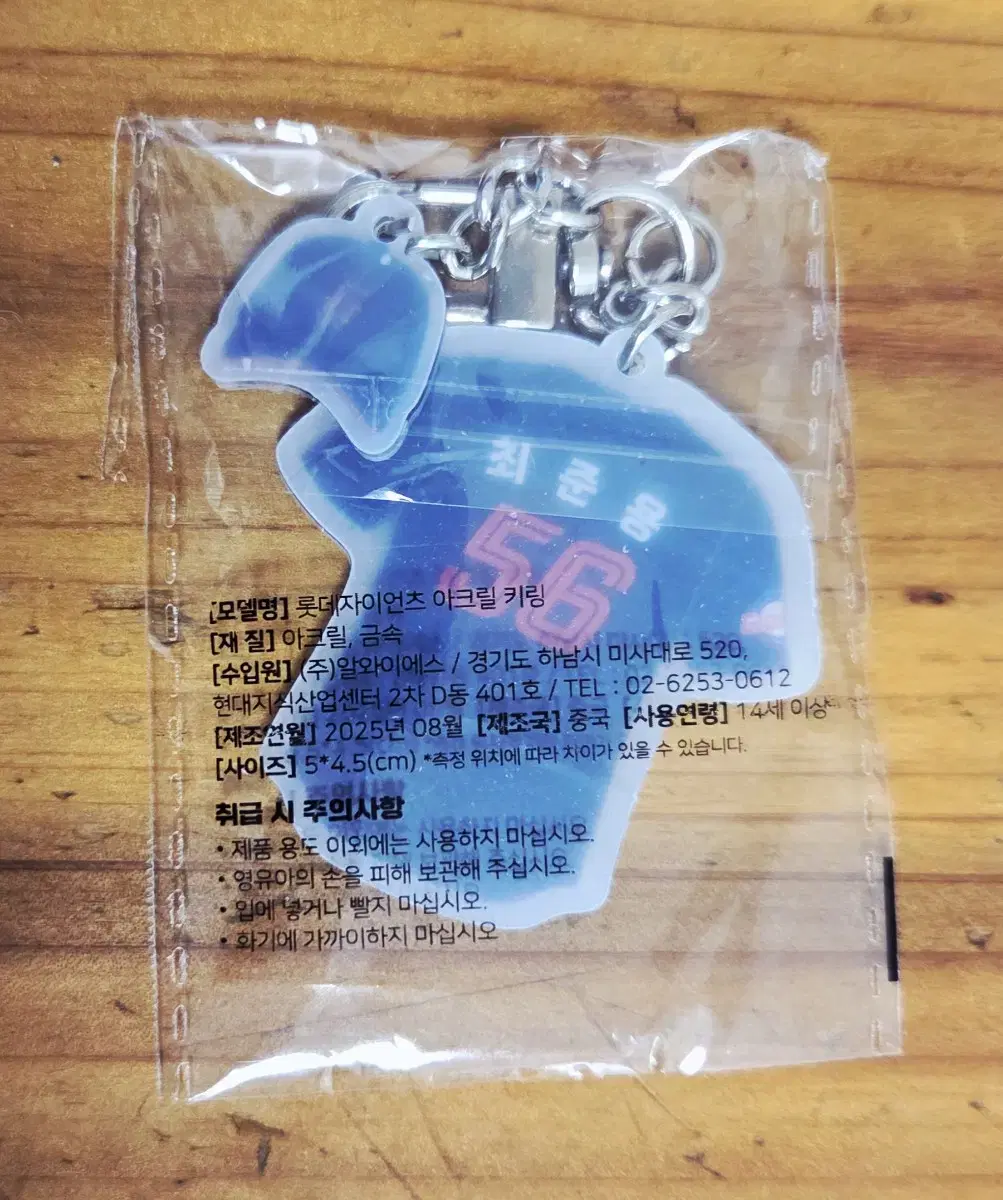 최준용
56
[모델명] 롯데자이언츠 아크릴 키링
[재 질] 아크릴, 금속
[수입원] (주)알와이에스 / 경기도 하남시 미사대로 520,
현대지식산업센터 2차 D동 401호 / TEL : 02-6253-0612
[제조연월] 2025년 08월 [제조국] 중국 [사용연령] 14세 이상
[사이즈] 5*4.5(cm) *측정 위치에 따라 차이가 있을 수 있습니다.
취급 시 주의사항
• 제품 용도 이외에는 사용하지 마십시오.
• 영유아의 손을 피해 보관해 주십시오.
• 입에 넣거나 빨지 마십시오.
• 화기에 가까이하지 마십시오